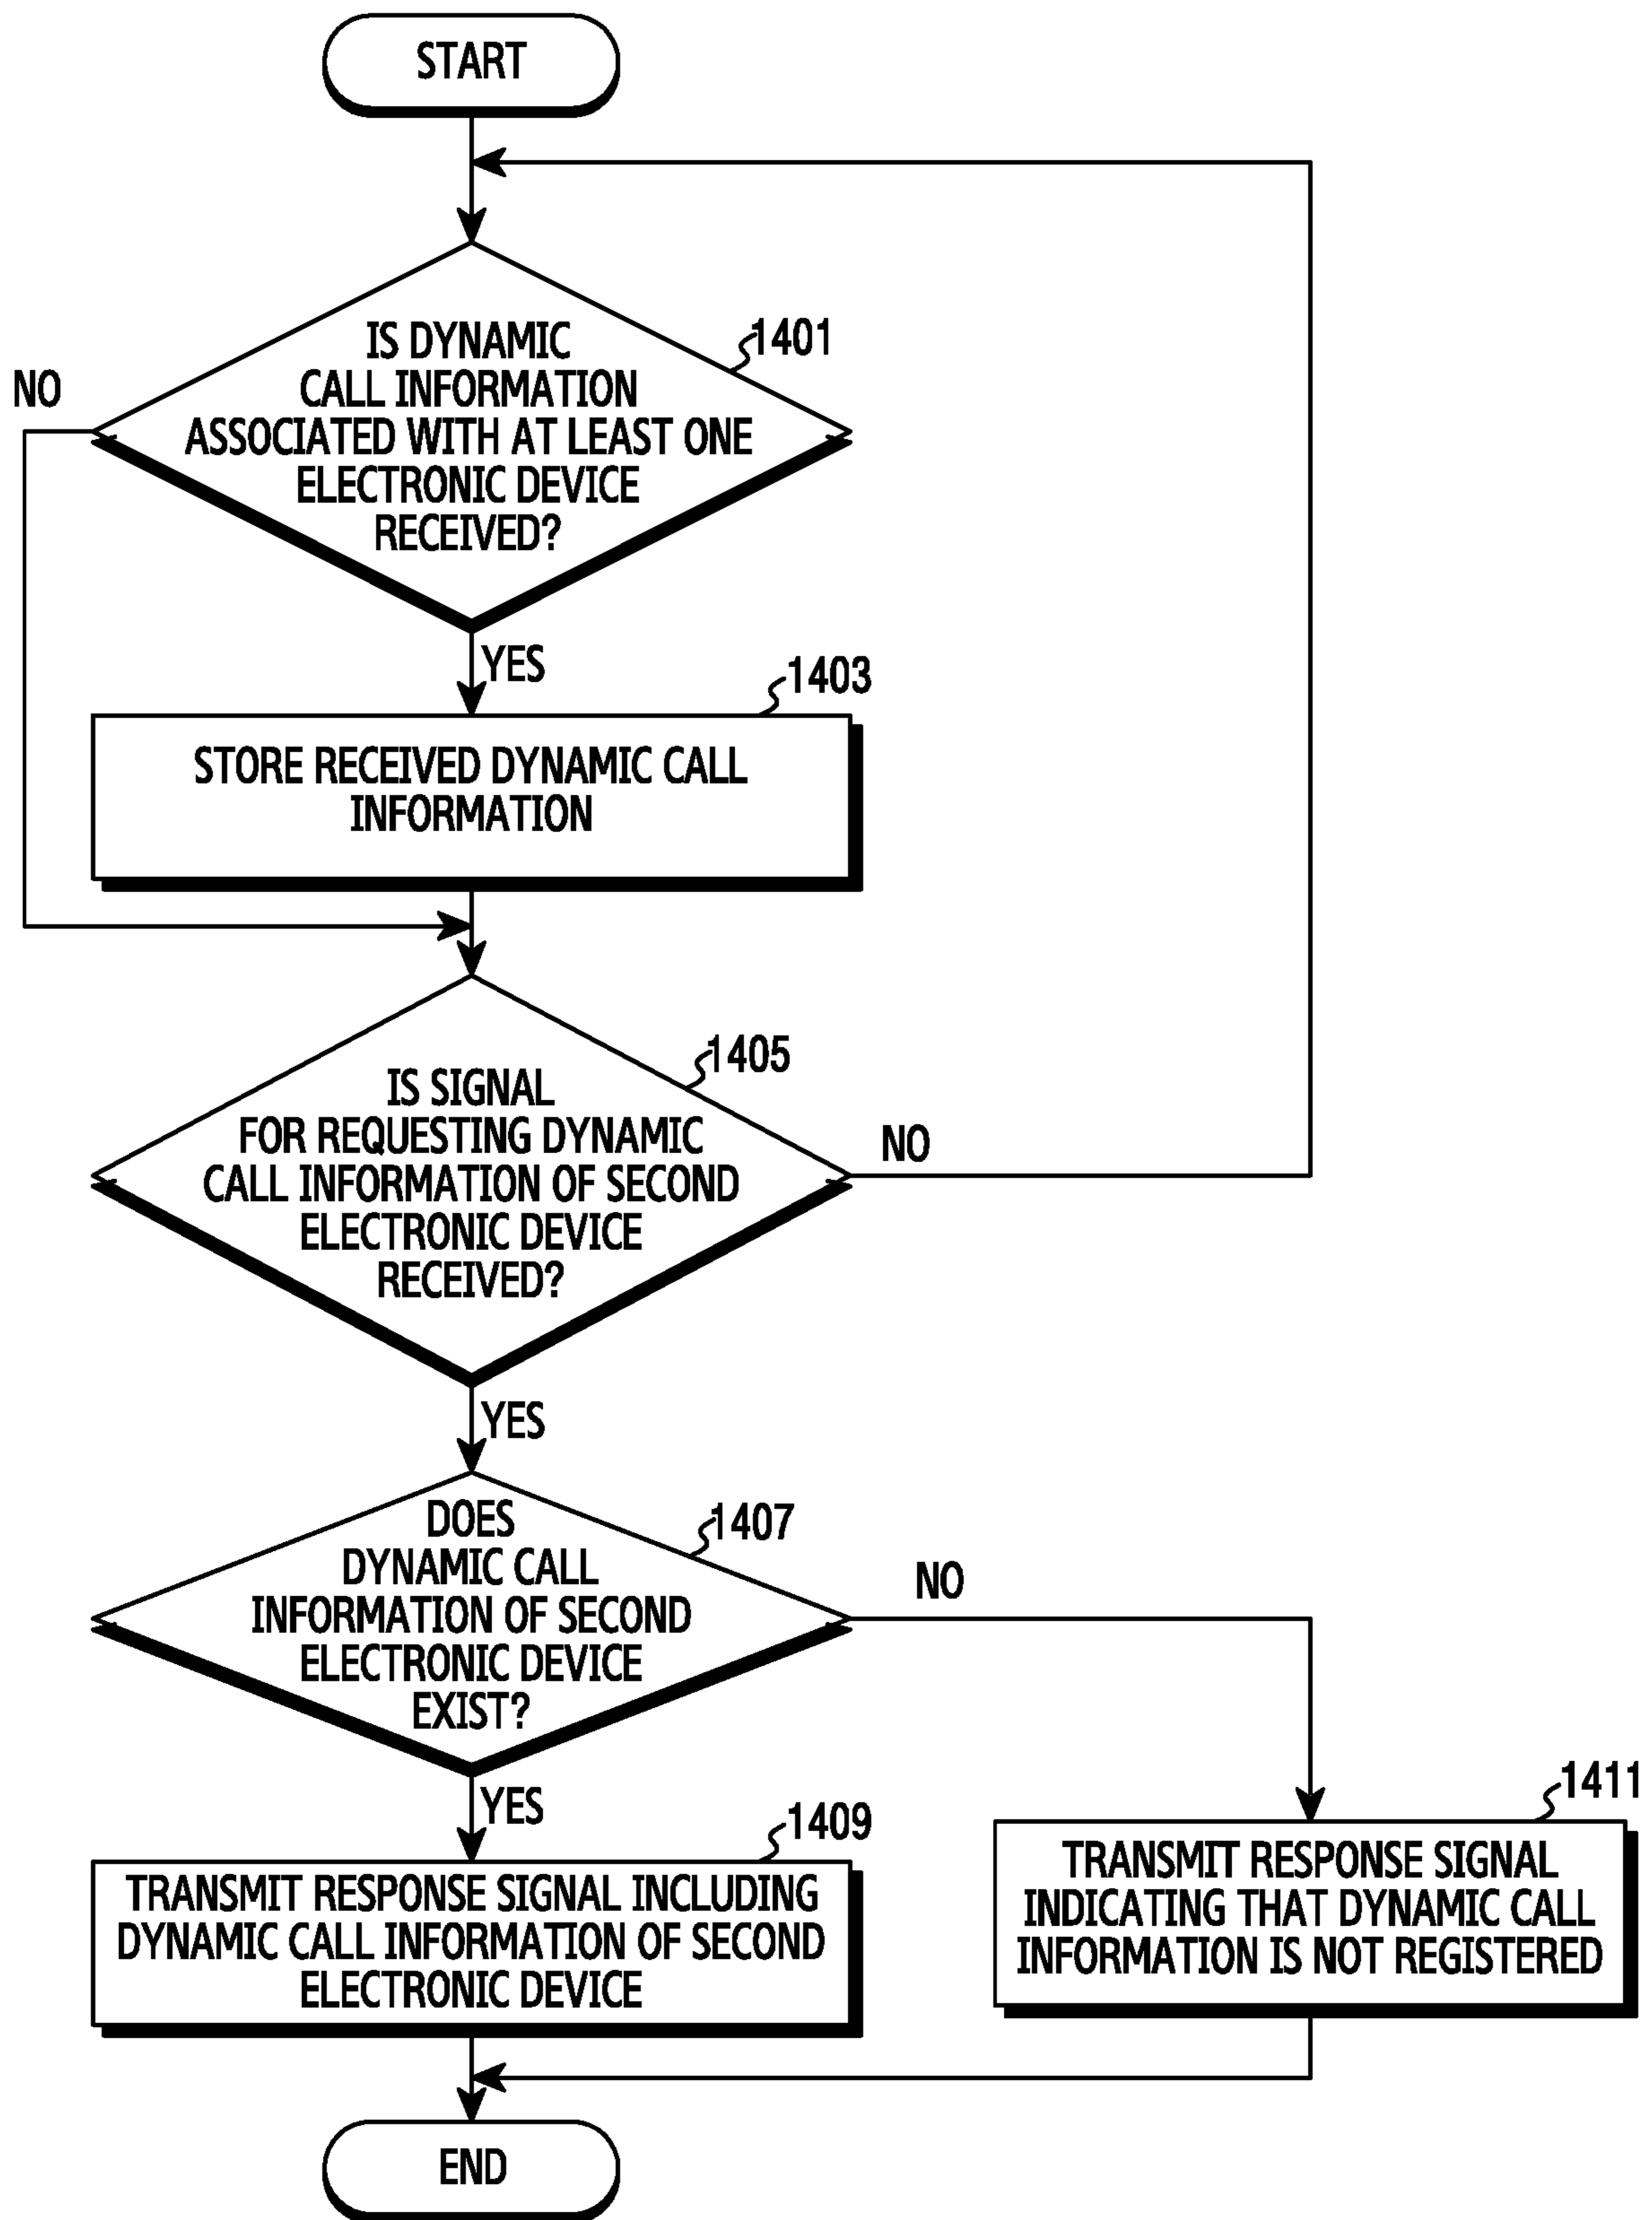 START
1401
IS DYNAMIC
CALL INFORMATION
ASSOCIATED WITH AT LEAST ONE
ELECTRONIC DEVICE
RECEIVED?
NO
YES
1403
STORE RECEIVED DYNAMIC CALL
INFORMATION
1405
IS SIGNAL
FOR REQUESTING DYNAMIC
CALL INFORMATION OF SECOND
ELECTRONIC DEVICE
RECEIVED?
NO
YES
1407
DOES
DYNAMIC CALL
INFORMATION OF SECOND
ELECTRONIC DEVICE
EXIST?
NO
YES
1409
TRANSMIT RESPONSE SIGNAL INCLUDING
DYNAMIC CALL INFORMATION OF SECOND
ELECTRONIC DEVICE
1411
TRANSMIT RESPONSE SIGNAL
INDICATING THAT DYNAMIC CALL
INFORMATION IS NOT REGISTERED
END